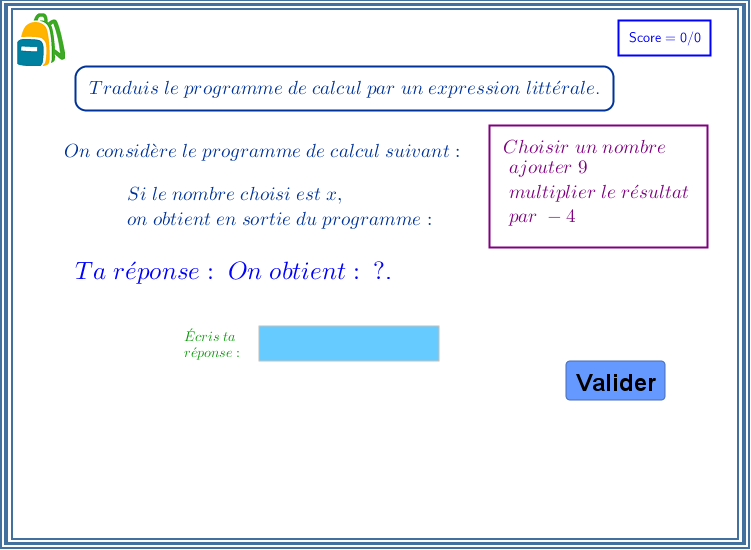 Score = 0/0
Traduis le programme de calcul par un expression littérale.
On considère le programme de calcul suivant :
Choisir un nombre
ajouter 9
multiplier le résultat
par − 4
Si le nombre choisi est x,
on obtient en sortie du programme :
Ta réponse : On obtient : ?.
Écris ta
réponse :
Valider